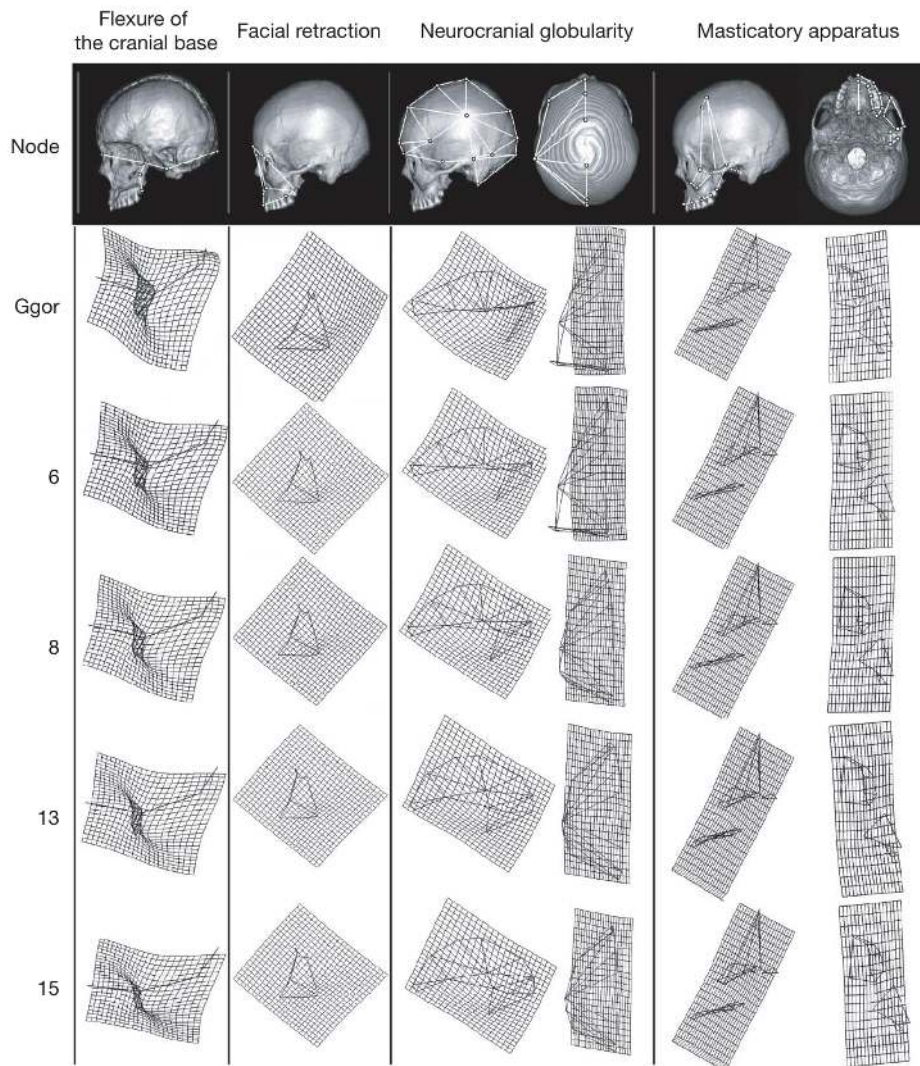 Flexure of
the cranial base
Facial retraction
Neurocranial globularity
Masticatory apparatus
Node
Ggor
6
8
13
15